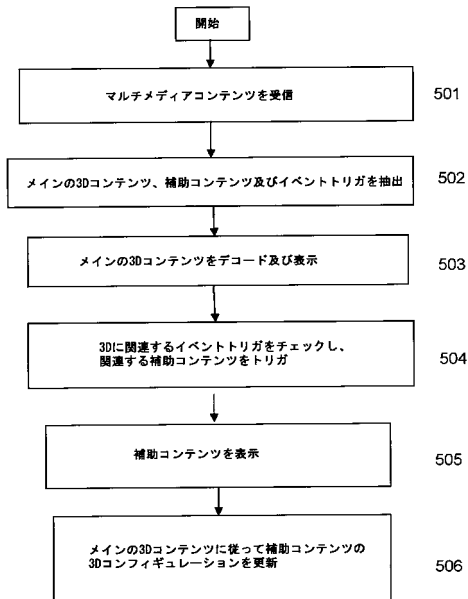 開始
マルチメディアコンテンツを受信
501
メインの3Dコンテンツ、補助コンテンツ及びイベントトリガを抽出
502
メインの3Dコンテンツをデコード及び表示
503
3Dに関連するイベントトリガをチェックし、
関連する補助コンテンツをトリガ
504
補助コンテンツを表示
505
メインの3Dコンテンツに従って補助コンテンツの
3Dコンフィギュレーションを更新
506